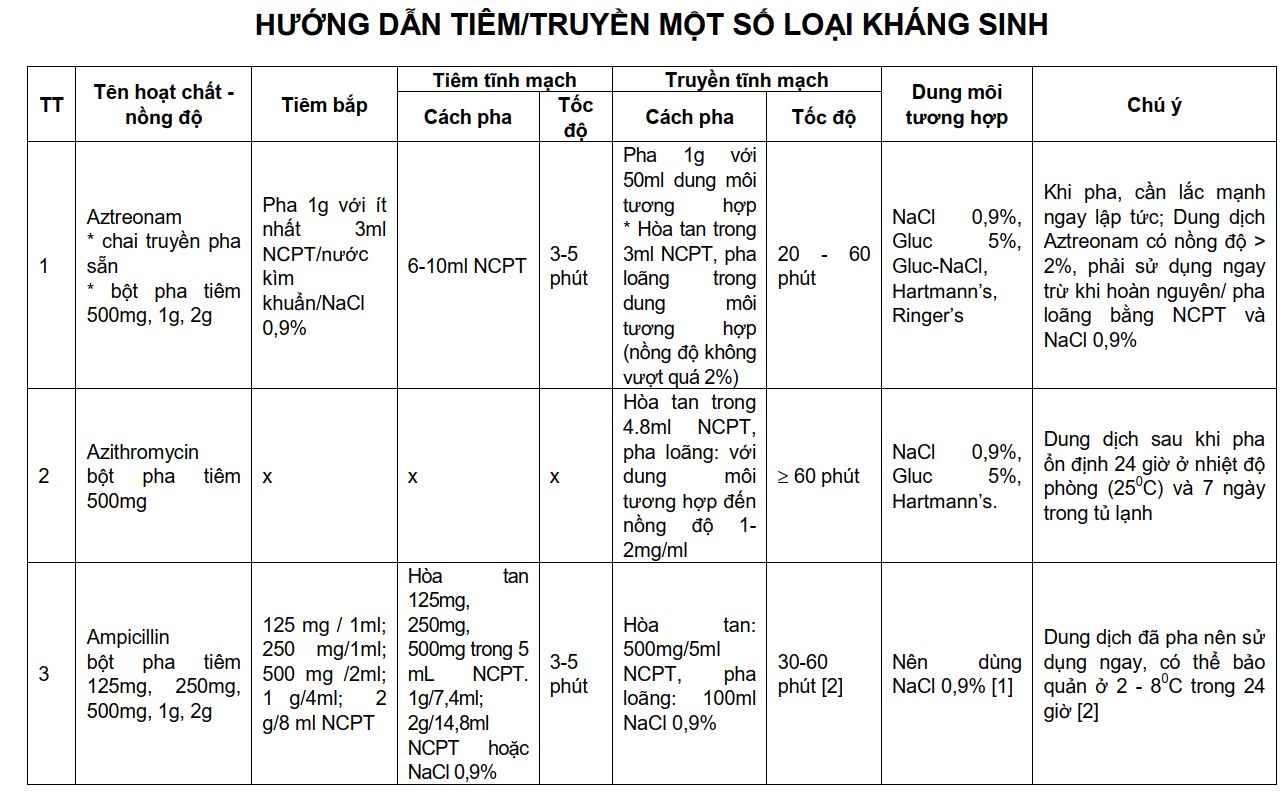 HƯỚNG DẪN TIÊM/TRUYỀN MỘT SỐ LOẠI KHÁNG SINH
TT
Tên hoạt chất -
nồng độ
Tiêm bắp
Tiêm tĩnh mạch
Cách pha
Tốc
độ
Truyền tĩnh mạch
Cách pha
Tốc độ
Dung môi
tương hợp
Chú ý
1
Aztreonam
* chai truyền pha
sẵn
* bột pha tiêm
500mg, 1g, 2g
Pha 1g với ít
nhất 3ml
NCPT/nước
kìm
khuẩn/NaCl
0,9%
6-10ml NCPT
3-5
phút
Pha 1g với
50ml dung môi
tương hợp
* Hòa tan trong
3ml NCPT, pha
loãng trong
dung môi
tương hợp
(nồng độ không
vượt quá 2%)
20 - 60
phút
NaCl 0,9%,
Gluc 5%,
Gluc-NaCl,
Hartmann’s,
Ringer’s
Khi pha, cần lắc mạnh
ngay lập tức; Dung dịch
Aztreonam có nồng độ >
2%, phải sử dụng ngay
trừ khi hoàn nguyên/ pha
loãng bằng NCPT và
NaCl 0,9%
2
Azithromycin
bột pha tiêm
500mg
x
x
x
Hòa tan trong
4.8ml NCPT,
pha loãng: với
dung môi
tương hợp đến
nồng độ 1-
2mg/ml
≥ 60 phút
NaCl 0,9%,
Gluc 5%,
Hartmann’s.
Dung dịch sau khi pha
ổn định 24 giờ ở nhiệt độ
phòng (25⁰C) và 7 ngày
trong tủ lạnh
3
Ampicillin
bột pha tiêm
125mg, 250mg,
500mg, 1g, 2g
125 mg / 1ml;
250 mg/1ml;
500 mg /2ml;
1 g/4ml; 2
g/8 ml NCPT
Hòa tan
125mg,
250mg,
500mg trong 5
mL NCPT.
1g/7,4ml;
2g/14,8ml
NCPT hoặc
NaCl 0,9%
3-5
phút
Hòa tan:
500mg/5ml
NCPT, pha
loãng: 100ml
NaCl 0,9%
30-60
phút [2]
Nên dùng
NaCl 0,9% [1]
Dung dịch đã pha nên sử
dụng ngay, có thể bảo
quản ở 2 - 8⁰C trong 24
giờ [2]